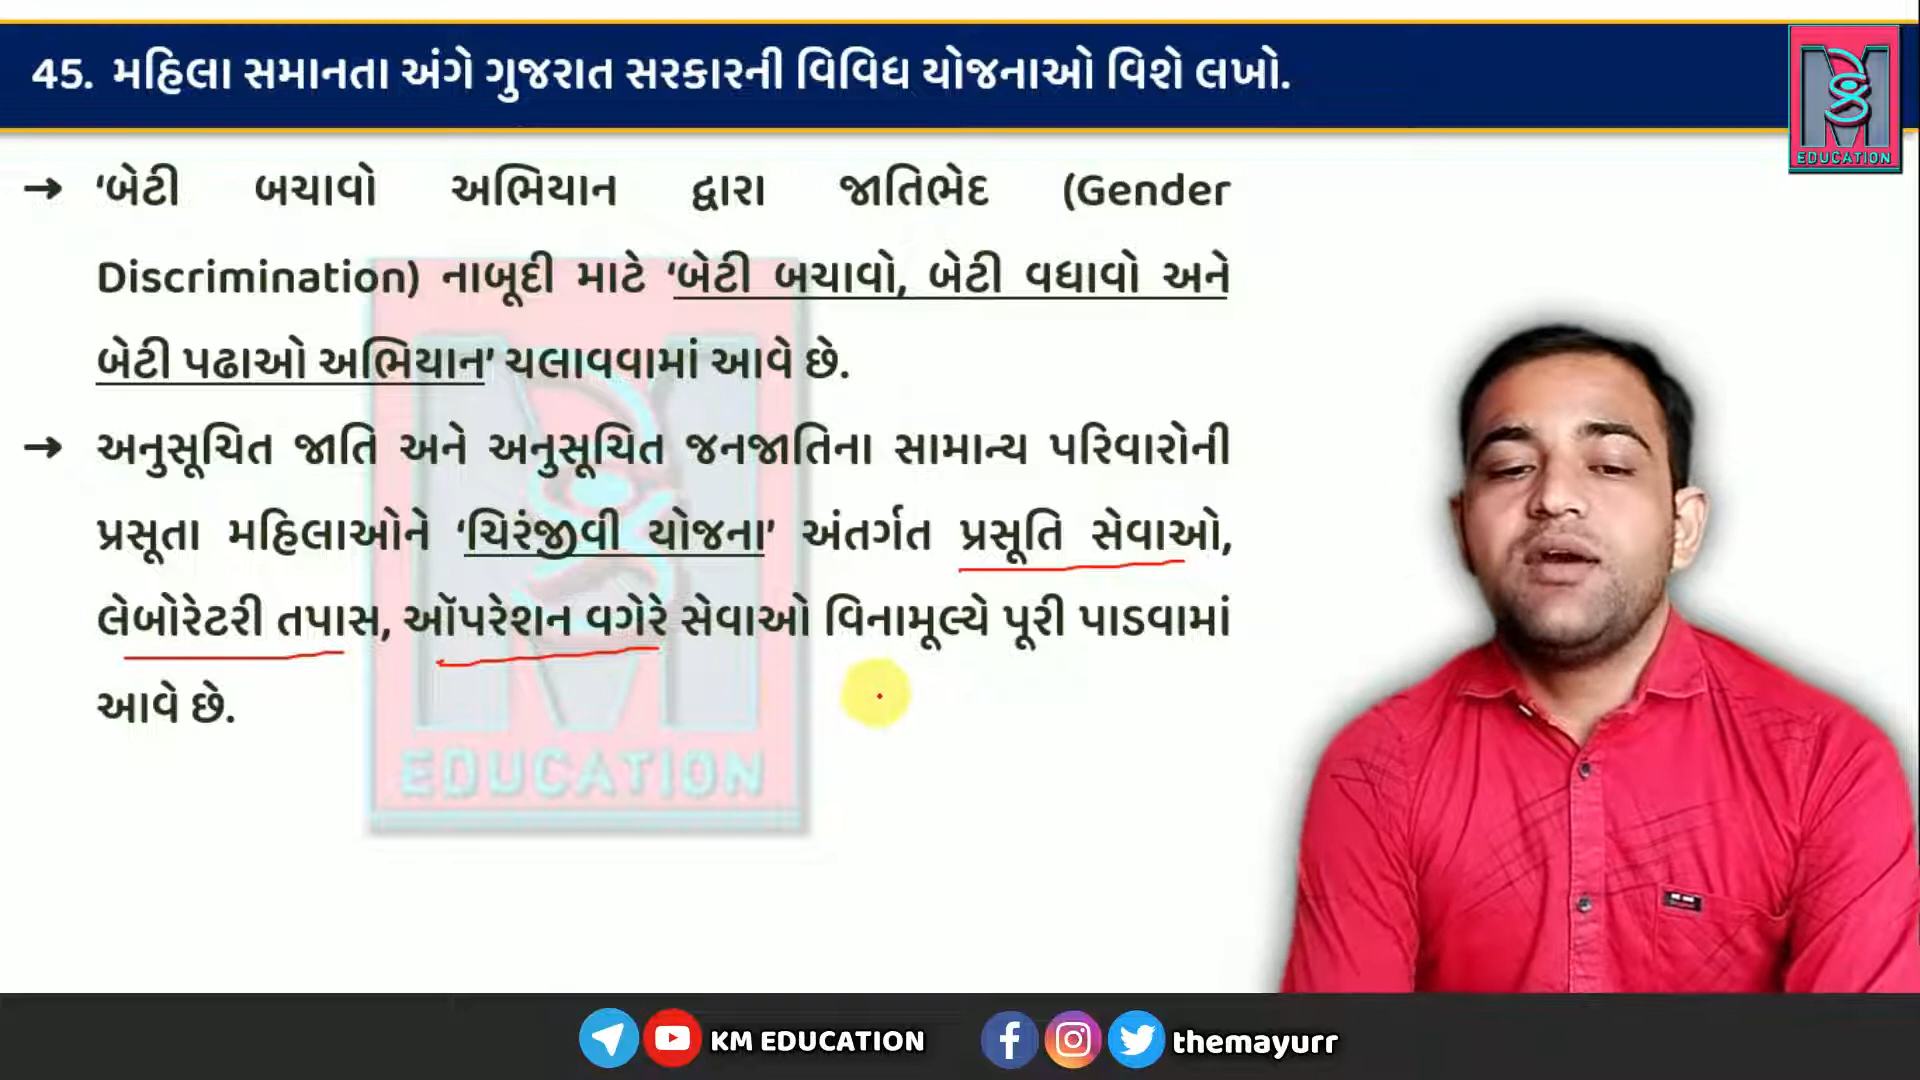 45. મહિલા સમાનતા અંગે ગુજરાત સરકારની વિવિધ યોજનાઓ વિશે લખો.
EDUCATION
→ ‘બેટી બચાવો અભિયાન દ્વારા જાતિભેદ (Gender
Discrimination) નાબૂદી માટે ‘બેટી બચાવો, બેટી વધાવો અને
બેટી પઢાઓ અભિયાન’ ચલાવવામાં આવે છે.
→ અનુસૂચિત જાતિ અને અનુસૂચિત જનજાતિના સામાન્ય પરિવારોની
પ્રસૂતા મહિલાઓને ‘ચિરંજીવી યોજના’ અંતર્ગત પ્રસૂતિ સેવાઓ,
લેબોરેટરી તપાસ, ઑપરેશન વગેરે સેવાઓ વિનામૂલ્યે પૂરી પાડવામાં
આવે છે.
EDUCATION
KM EDUCATION
themayurr